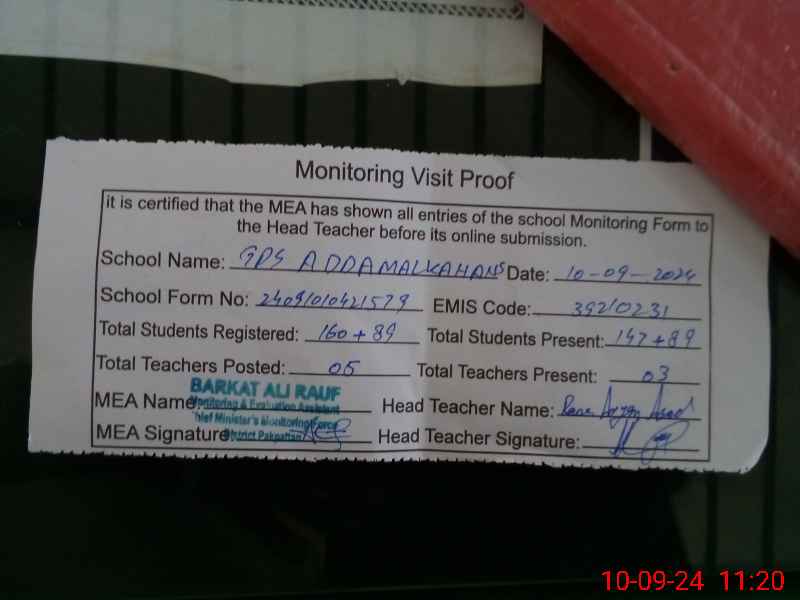 Monitoring Visit Proof
it is certified that the MEA has shown all entries of the school Monitoring Form to
the Head Teacher before its online submission.
School Name: GPS ADDAMALKAHANS Date: 10-09-2024
School Form No: EMIS Code: 39210231
Total Students Registered: 160+89 Total Students Present: 147+89
Total Teachers Posted: 05 Total Teachers Present: 03
BARKAT ALI RAUF
MEA Name Monitoring & Evaluation Assistant Head Teacher Name: Rana
Chief Minister's Monitoring Force
MEA Signature District Pakpattan Head Teacher Signature:
10-09-24 11:20